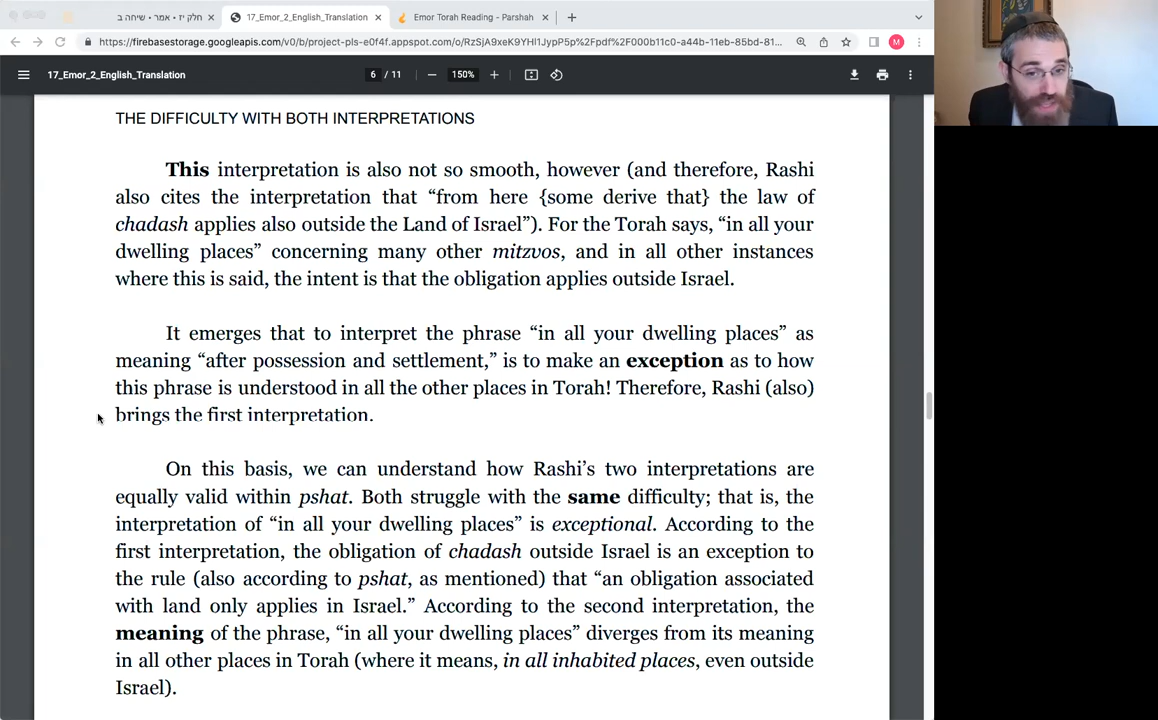 חלק יז • אמר • שיחה ב
17_Emor_2_English_Translation
Emor Torah Reading - Parshah
https://firebasestorage.googleapis.com/v0/b/project-pls-e0f4f.appspot.com/o/RzSjA9xeK9YHl1JypP5p%2Fpdf%2F000b11c0-a44b-11eb-85bd-81...
M
17_Emor_2_English_Translation
6 / 11
150%
THE DIFFICULTY WITH BOTH INTERPRETATIONS
This interpretation is also not so smooth, however (and therefore, Rashi
also cites the interpretation that “from here {some derive that} the law of
chadash applies also outside the Land of Israel”). For the Torah says, “in all your
dwelling places” concerning many other mitzvos, and in all other instances
where this is said, the intent is that the obligation applies outside Israel.
It emerges that to interpret the phrase “in all your dwelling places” as
meaning “after possession and settlement,” is to make an exception as to how
this phrase is understood in all the other places in Torah! Therefore, Rashi (also)
brings the first interpretation.
On this basis, we can understand how Rashi’s two interpretations are
equally valid within pshat. Both struggle with the same difficulty; that is, the
interpretation of “in all your dwelling places” is exceptional. According to the
first interpretation, the obligation of chadash outside Israel is an exception to
the rule (also according to pshat, as mentioned) that “an obligation associated
with land only applies in Israel.” According to the second interpretation, the
meaning of the phrase, “in all your dwelling places” diverges from its meaning
in all other places in Torah (where it means, in all inhabited places, even outside
Israel).